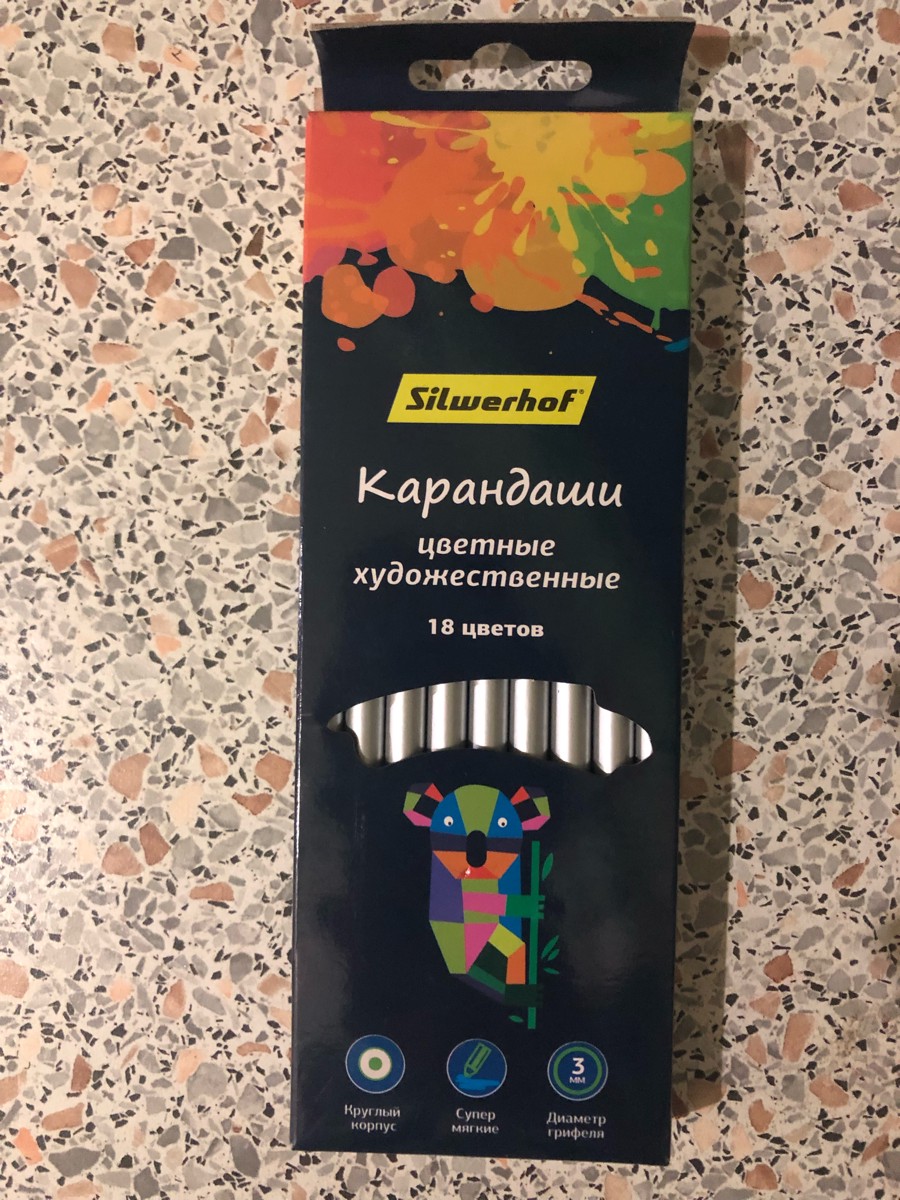 Silwerhof®
Карандаши
цветные
художественные
18 цветов
3
мм
Круглый
корпус
Супер
мягкие
Диаметр
грифеля